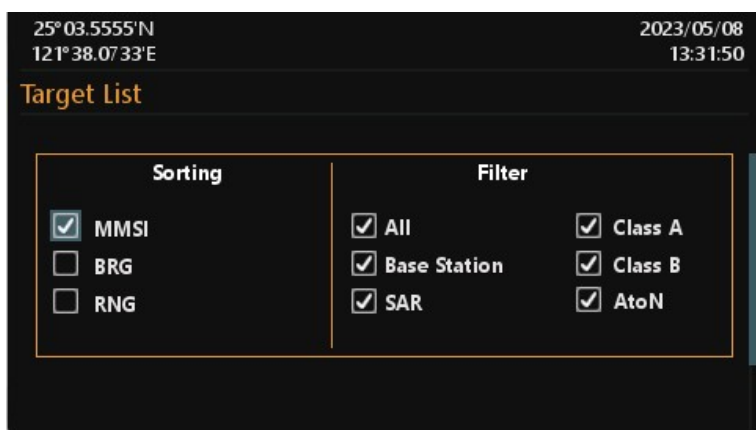 25°03.5555'N
2023/05/08
121°38.0733'E
13:31:50
Target List
Sorting
Filter
MMSI
All
Class A
BRG
Base Station
Class B
RNG
SAR
AtoN